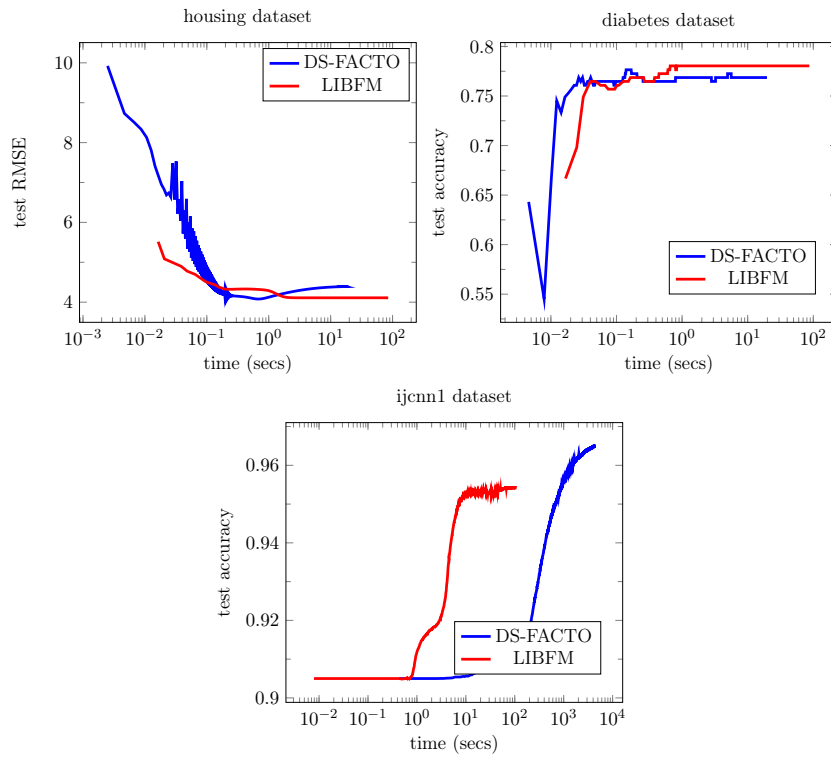 housing dataset
10
8
6
4
test RMSE
DS-FACTO
LIBFM
10^−3
10^−2
10^−1
10^0
10^1
10^2
time (secs)
diabetes dataset
0.8
0.75
0.7
0.65
0.6
0.55
test accuracy
DS-FACTO
LIBFM
10^−2
10^−1
10^0
10^1
10^2
time (secs)
ijcnn1 dataset
0.96
0.94
0.92
0.9
test accuracy
DS-FACTO
LIBFM
10^−2
10^−1
10^0
10^1
10^2
10^3
10^4
time (secs)